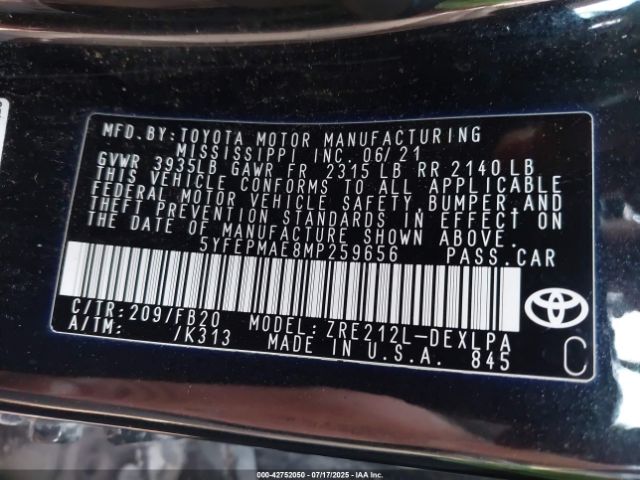 MFD.BY:TOYOTA MOTOR MANUFACTURING
MISSISSIPPI INC. 06/21
GVWR 3935LB GAWR FR 2315 LB RR 2140 LB
THIS VEHICLE CONFORMS TO ALL APPLICABLE
FEDERAL MOTOR VEHICLE SAFETY, BUMPER, AND
THEFT PREVENTION STANDARDS IN EFFECT ON
THE DATE OF MANUFACTURE SHOWN ABOVE.
5YFEPMAE8MP259656 PASS.CAR
C/TR: 209/FB20 MODEL: ZRE212L-DEXLPA
A/TM: /K313 MADE IN U.S.A. 845
TOYOTA
C
000-42752050 - 07/17/2025 - IAA Inc.